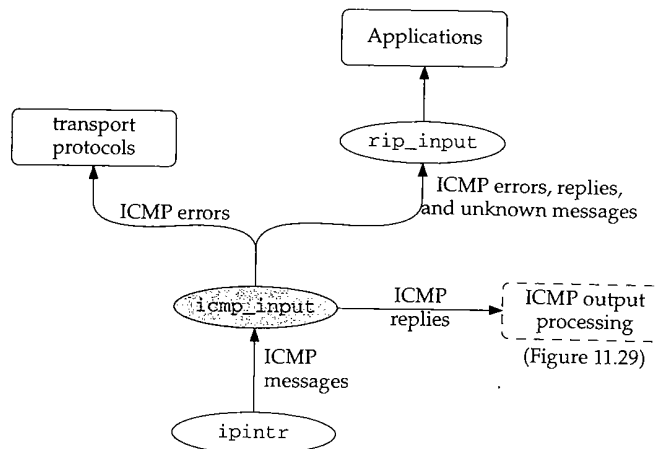 Applications
transport
protocols
rip_input
ICMP errors
ICMP errors, replies,
and unknown messages
icmp_input
ICMP
replies
ICMP output
processing
(Figure 11.29)
ICMP
messages
ipintr